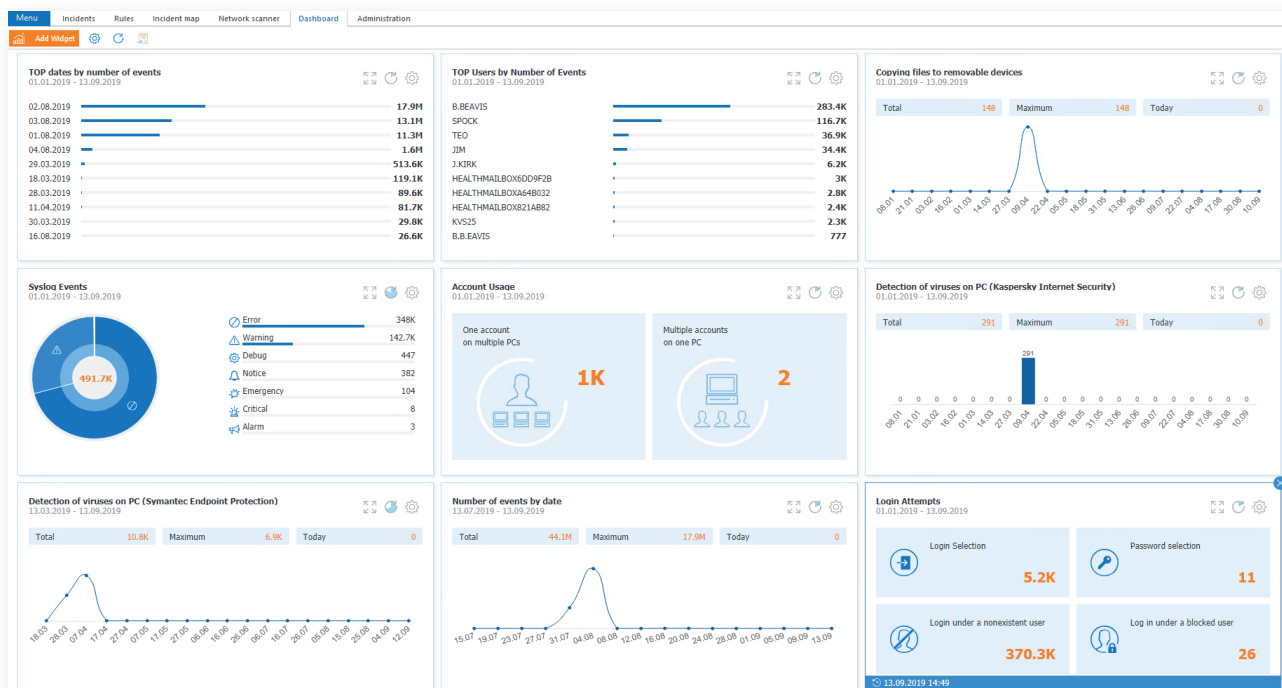 Menu Incidents Rules Incident map Network scanner Dashboard Administration
Add Widget
TOP dates by number of events
01.01.2019 - 13.09.2019
02.08.2019 17.9M
03.08.2019 13.1M
01.08.2019 11.3M
04.08.2019 1.6M
29.03.2019 513.6K
18.03.2019 119.1K
28.03.2019 89.6K
11.04.2019 81.7K
30.03.2019 29.8K
16.08.2019 26.6K
TOP Users by Number of Events
01.01.2019 - 13.09.2019
B.BEAVIS 283.4K
SPOCK 116.7K
TEO 36.9K
JIM 34.4K
J.KIRK 6.2K
HEALTHMAILBOX6DD9F2B 3K
HEALTHMAILBOXA64B032 2.8K
HEALTHMAILBOX821AB82 2.4K
KVS25 2.3K
B.B.EAVIS 777
Copying files to removable devices
01.01.2019 - 13.09.2019
Total 148 Maximum 148 Today 0
08.01 21.01 03.02 16.02 01.03 14.03 27.03 09.04 22.04 05.05 18.05 31.05 13.06 26.06 09.07 22.07 04.08 17.08 30.08 10.09
Syslog Events
01.01.2019 - 13.09.2019
491.7K
Error 348K
Warning 142.7K
Debug 447
Notice 382
Emergency 104
Critical 8
Alarm 3
Account Usage
01.01.2019 - 13.09.2019
One account
on multiple PCs
1K
Multiple accounts
on one PC
2
Detection of viruses on PC (Kaspersky Internet Security)
01.01.2019 - 13.09.2019
Total 291 Maximum 291 Today 0
291
0 0 0 0 0 0 0 0 0 0 0 0 0 0 0 0 0 0 0
08.01 21.01 03.02 16.02 01.03 14.03 27.03 09.04 22.04 05.05 18.05 31.05 13.06 26.06 09.07 22.07 04.08 17.08 30.08 10.09
Detection of viruses on PC (Symantec Endpoint Protection)
13.03.2019 - 13.09.2019
Total 10.8K Maximum 6.9K Today 0
18.03 28.03 07.04 17.04 27.04 07.05 17.05 27.05 06.06 16.06 26.06 06.07 16.07 26.07 05.08 15.08 25.08 04.09 12.09
Number of events by date
13.07.2019 - 13.09.2019
Total 44.1M Maximum 17.9M Today 0
15.07 19.07 23.07 27.07 31.07 04.08 08.08 12.08 16.08 20.08 24.08 28.08 01.09 05.09 09.09 13.09
Login Attempts
01.01.2019 - 13.09.2019
Login Selection
5.2K
Password selection
11
Login under a nonexistent user
370.3K
Log in under a blocked user
26
13.09.2019 14:49